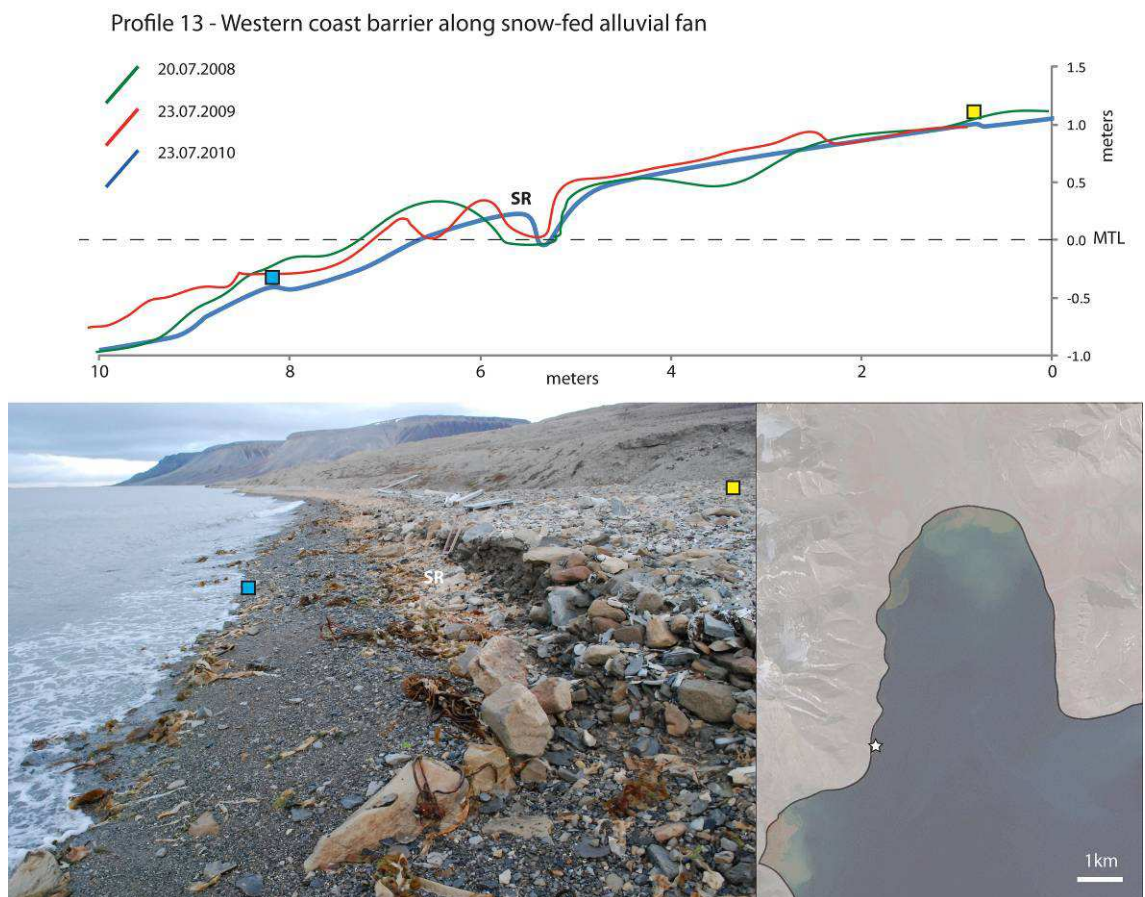 Profile 13 - Western coast barrier along snow-fed alluvial fan
20.07.2008
23.07.2009
23.07.2010
SR
1.5
1.0
0.5
0.0
-0.5
-1.0
meters
MTL
10
8
6
4
2
0
meters
SR
1km